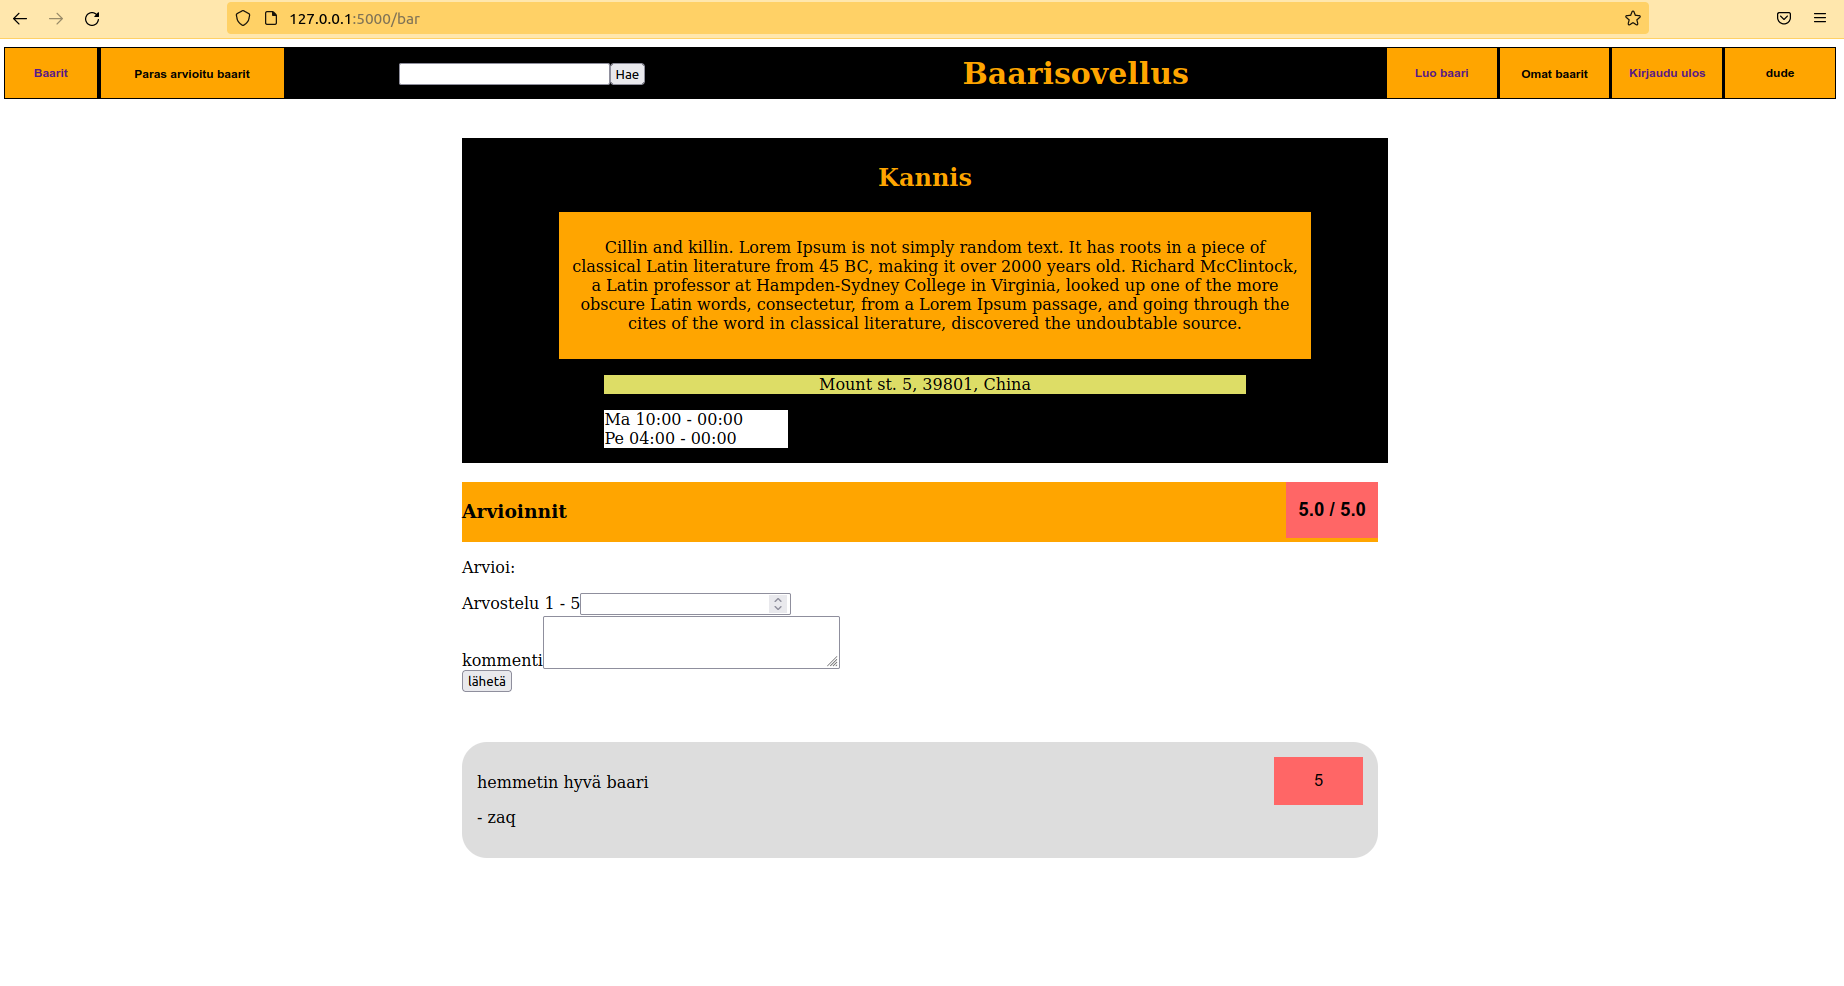 127.0.0.1:5000/bar
Baarit Paras arvioitu baarit Hae Baarisovellus Luo baari Omat baarit Kirjaudu ulos dude
Kannis
Cillin and killin. Lorem Ipsum is not simply random text. It has roots in a piece of
classical Latin literature from 45 BC, making it over 2000 years old. Richard McClintock,
a Latin professor at Hampden-Sydney College in Virginia, looked up one of the more
obscure Latin words, consectetur, from a Lorem Ipsum passage, and going through the
cites of the word in classical literature, discovered the undoubtable source.
Mount st. 5, 39801, China
Ma 10:00 - 00:00
Pe 04:00 - 00:00
Arvioinnit 5.0 / 5.0
Arvioi:
Arvostelu 1 - 5
kommenti
lähetä
hemmetin hyvä baari 5
- zaq